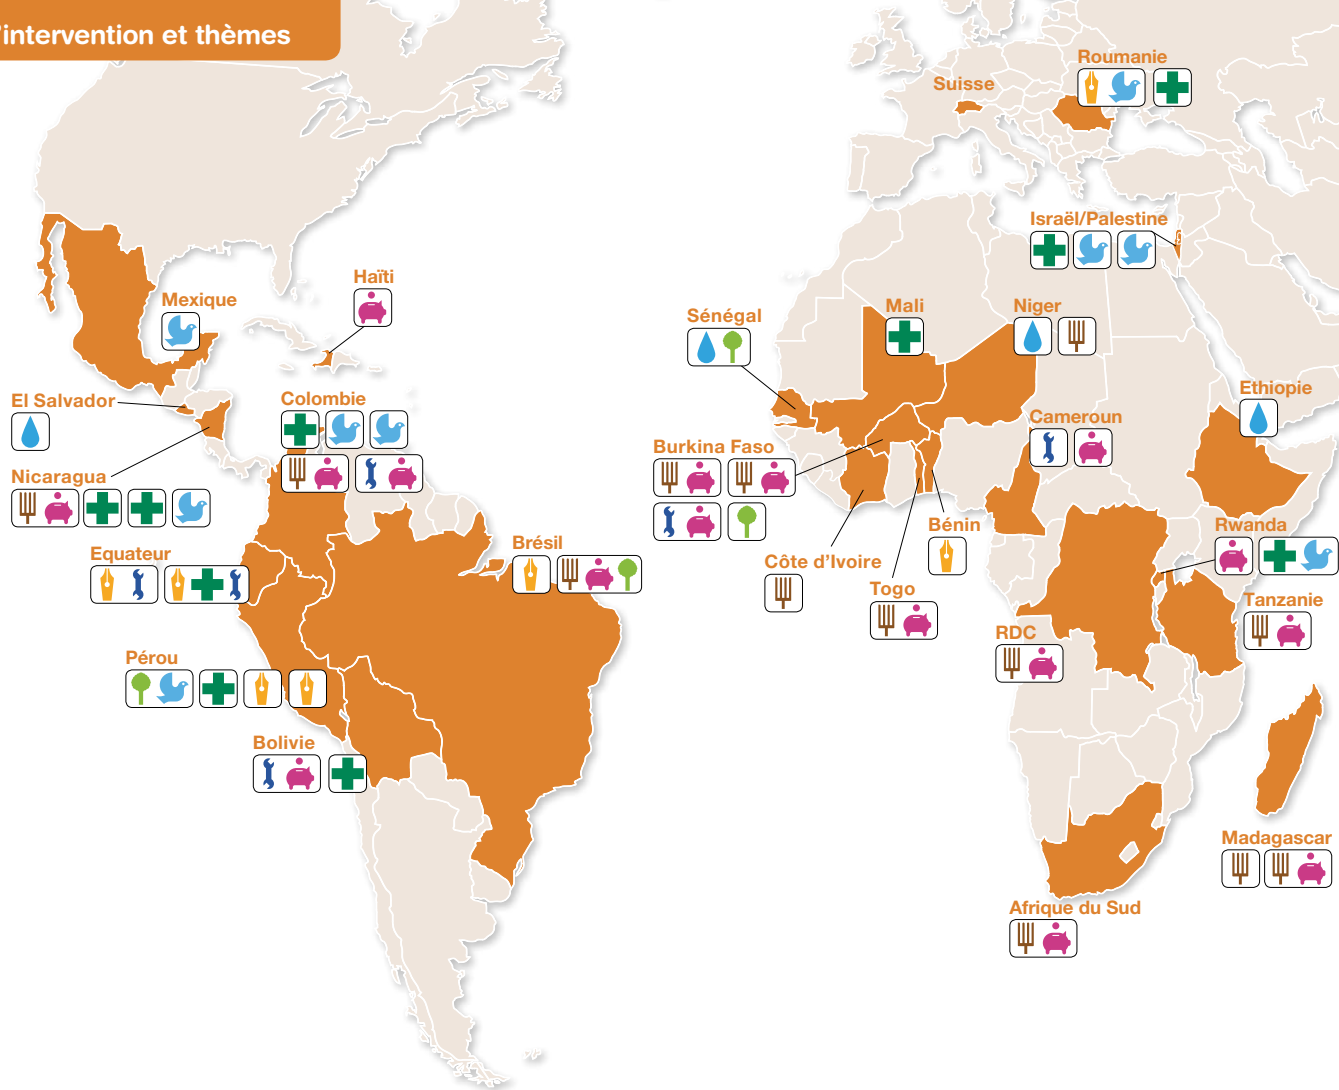 'intervention et thèmes
Roumanie
Suisse
Israël/Palestine
Haïti
Mexique
Sénégal
Mali
Niger
El Salvador
Colombie
Ethiopie
Cameroun
Burkina Faso
Nicaragua
Bénin
Rwanda
Equateur
Brésil
Côte d'Ivoire
Togo
Tanzanie
RDC
Pérou
Bolivie
Madagascar
Afrique du Sud